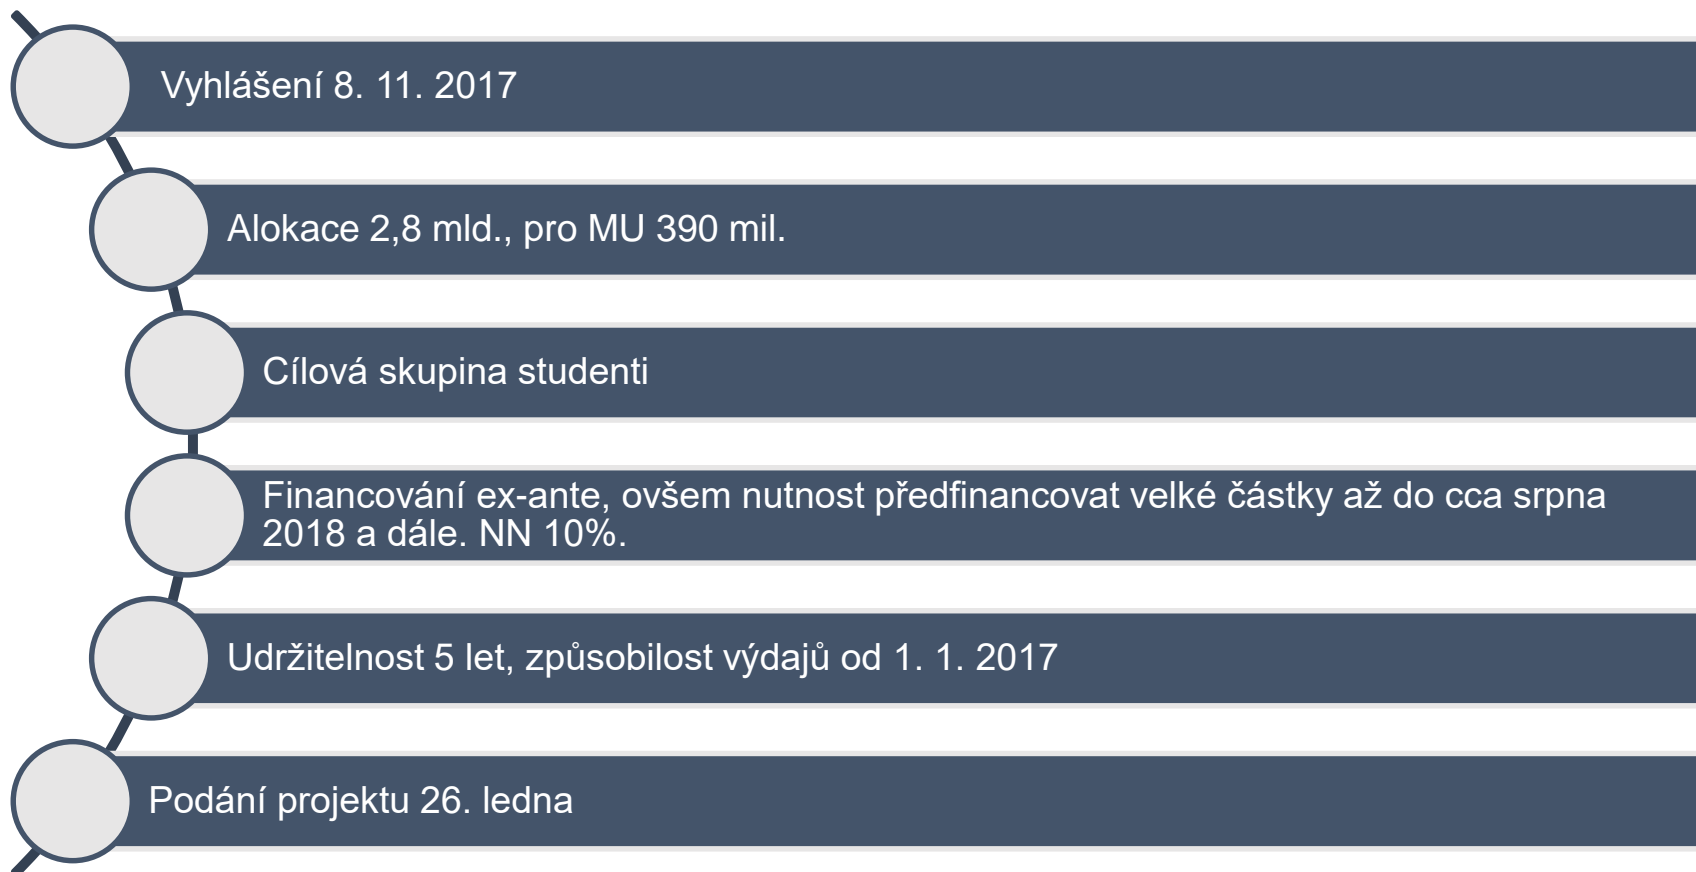 Vyhlášení 8. 11. 2017
Alokace 2,8 mld., pro MU 390 mil.
Cílová skupina studenti
Financování ex-ante, ovšem nutnost předfinancovat velké částky až do cca srpna
2018 a dále. NN 10%.
Udržitelnost 5 let, způsobilost výdajů od 1. 1. 2017
Podání projektu 26. ledna